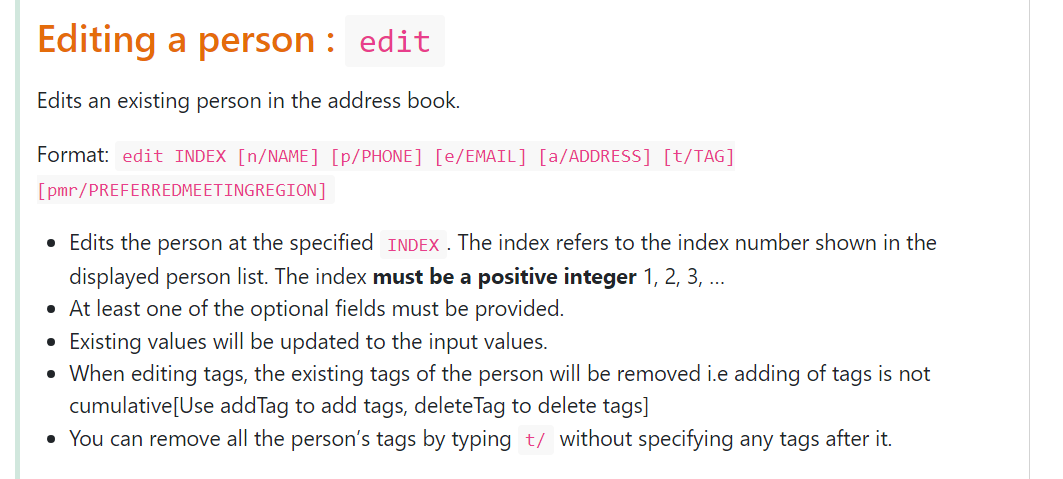 Editing a person : edit
Edits an existing person in the address book.
Format: edit INDEX [n/NAME] [p/PHONE] [e/EMAIL] [a/ADDRESS] [t/TAG]
[pmr/PREFERREDMEETINGREGION]
• Edits the person at the specified INDEX. The index refers to the index number shown in the
displayed person list. The index must be a positive integer 1, 2, 3, …
• At least one of the optional fields must be provided.
• Existing values will be updated to the input values.
• When editing tags, the existing tags of the person will be removed i.e adding of tags is not
cumulative[Use addTag to add tags, deleteTag to delete tags]
• You can remove all the person’s tags by typing t/ without specifying any tags after it.